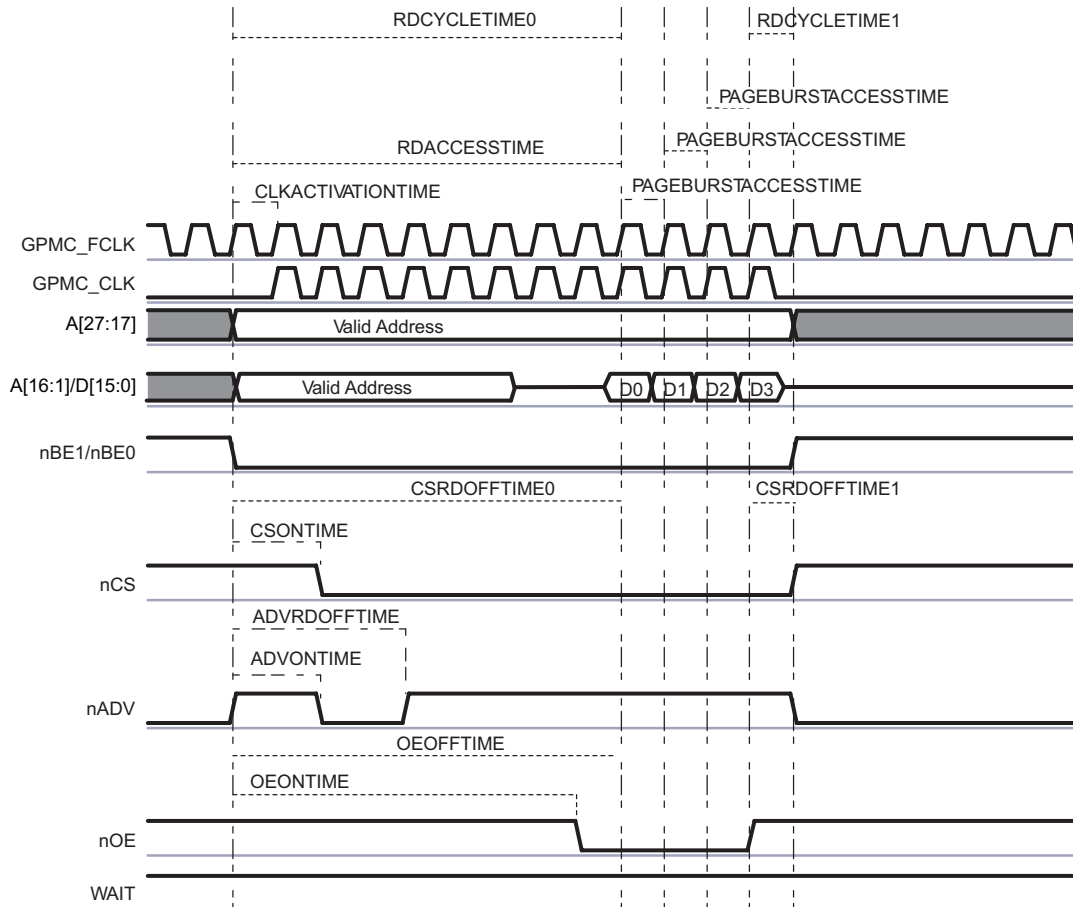 RDCYCLETIME0
RDCYCLETIME1
PAGEBURSTACCESSTIME
PAGEBURSTACCESSTIME
RDACCESSTIME
PAGEBURSTACCESSTIME
CLKACTIVATIONTIME
GPMC_FCLK
GPMC_CLK
A[27:17]
Valid Address
A[16:1]/D[15:0]
Valid Address
D0
D1
D2
D3
nBE1/nBE0
CSRDOFFTIME0
CSRDOFFTIME1
CSONTIME
nCS
ADVRDOFFTIME
ADVONTIME
nADV
OEOFFTIME
OEONTIME
nOE
WAIT